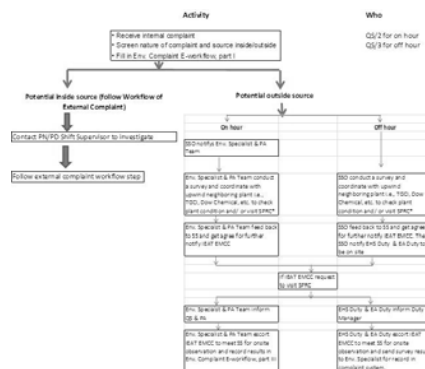 Activity
Who
• Receive internal complaint
• Screen nature of complaint and source inside/outside
• Fill in Env. Complaint E-workflow, part I
QS/2 for on hour
QS/3 for off hour
Potential inside source (follow Workflow of
External Complaint)
Potential outside source
Contact PN/PD Shift Supervisor to investigate
Follow external complaint workflow step
On hour
SSO notifys Env. Specialist & PA
Team
Env. Specialist & PA Team conduct
a survey and coordinate with
upwind neighboring plant i.e.,
Dow Chemical, etc. to check
plant condition and/ or visit SPRC*
Env. Specialist & PA Team Feed back
to SS and get agree for further
notify IEAT EMCC
Off hour
SSO conduct a survey and
coordinate with upwind neighboring
plant i.e., Dow
Chemical, etc. to check plant
condition and/or visit SPRC*
SSO feed back to SS and get agree
for further notify IEAT EMCC. The
SSO notify EHS Duty & EA Duty to be
on site
If IEAT EMCC request
to visit SPRC
Env. Specialist & PA Team inform
QS & PA
Env. Specialist & PA Team escort
IEAT EMCC to meet SS for onsite
observation and record results in
Env. Complaint E-workflow, part III
EHS Duty & EA Duty inform Duty
Manager
EHS Duty & EA Duty escort IEAT
EMCC to meet SS for onsite
observation and send survey result
to Env. Specialist for record in
complaint system.